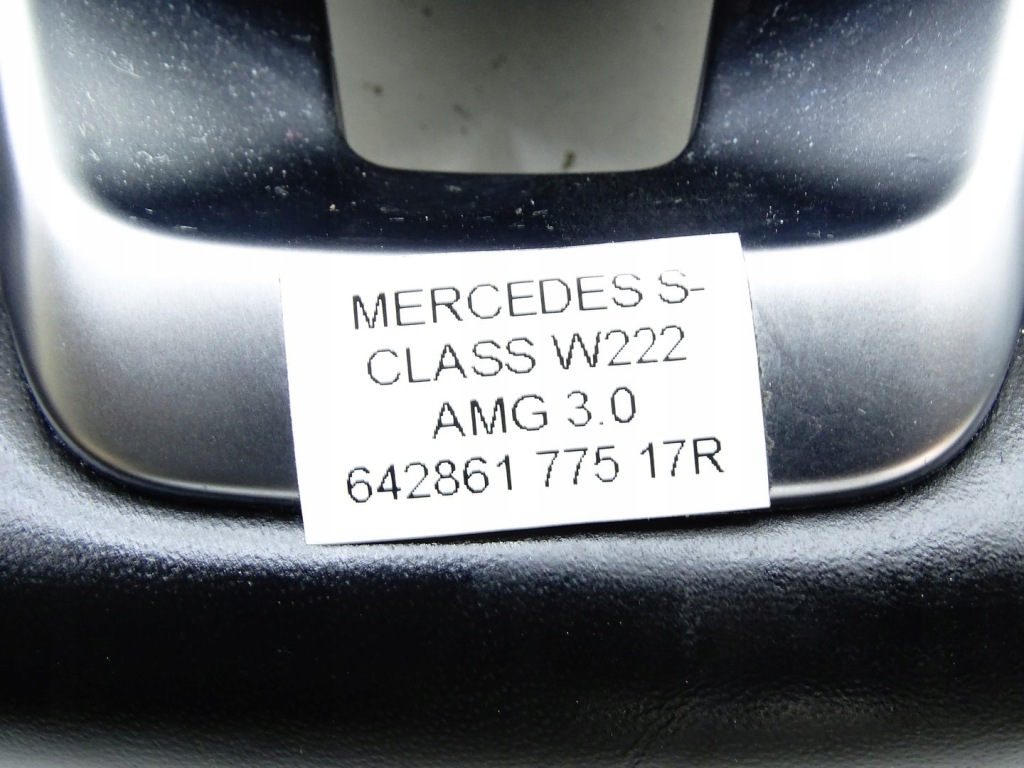 MERCEDES S-
CLASS W222
AMG 3.0
642861 775 17R